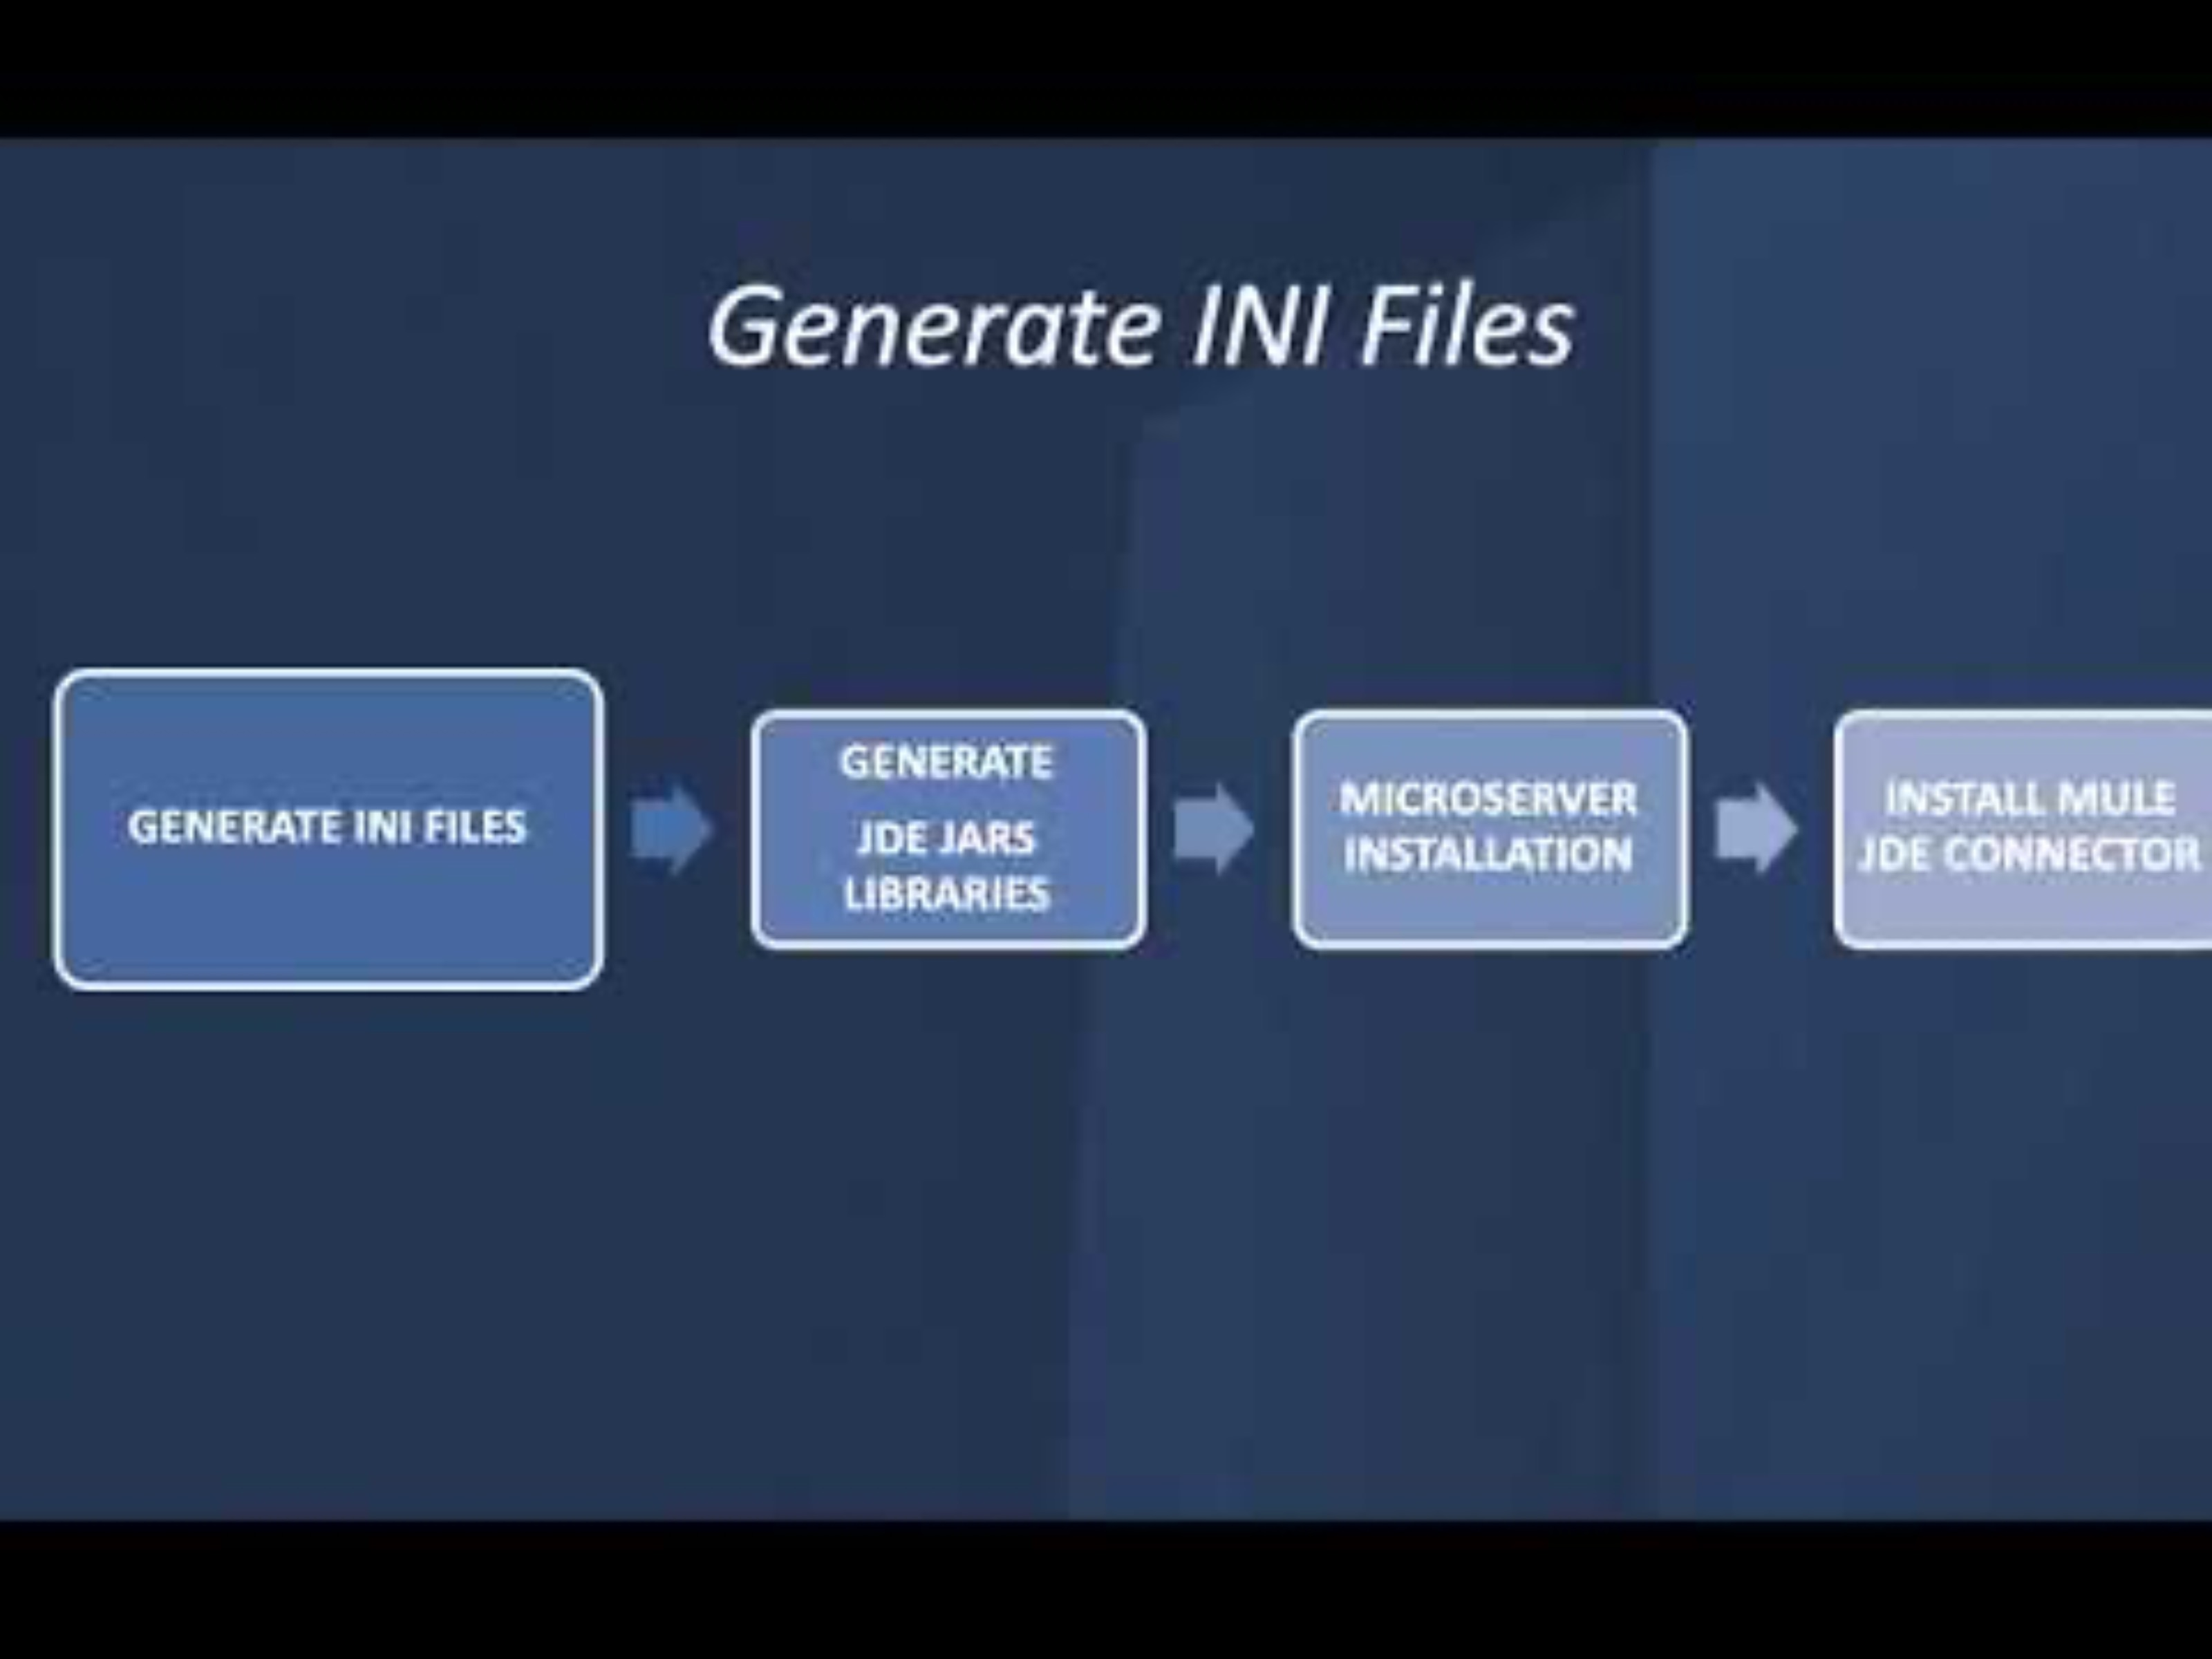 Generate INI Files
GENERATE INI FILES
GENERATE
JDE JARS
LIBRARIES
MICROSERVER
INSTALLATION
INSTALL MULE
JDE CONNECTOR